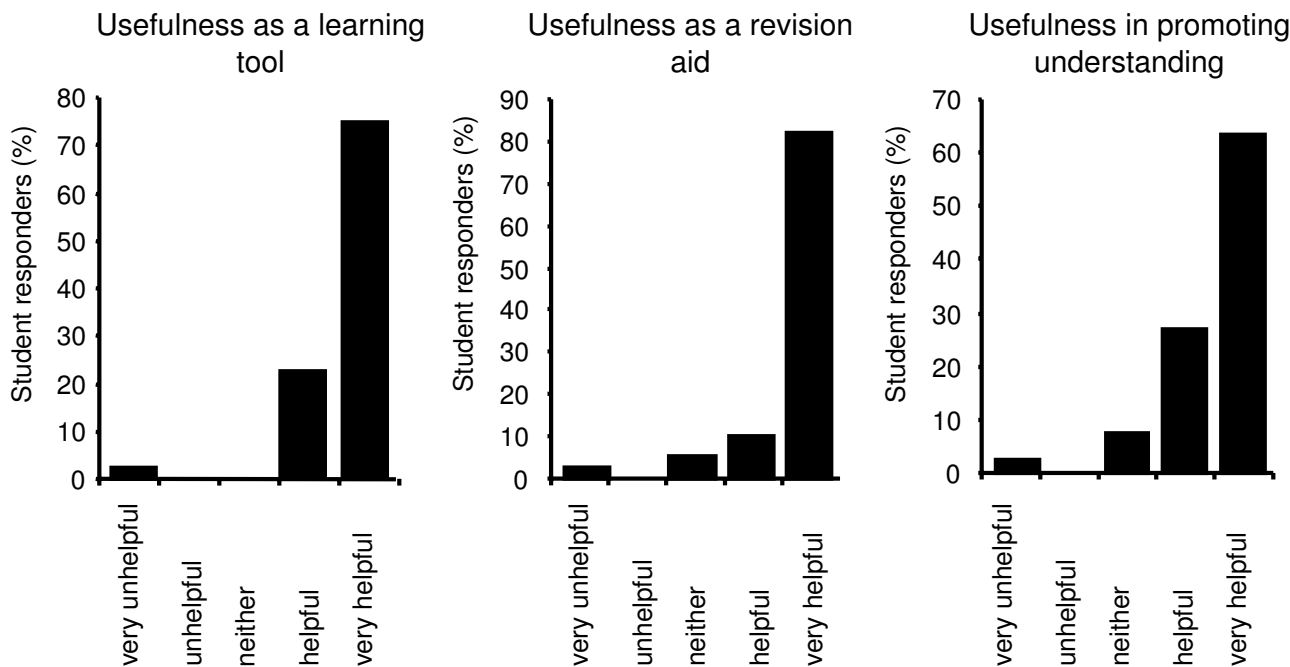 Usefulness as a learning
tool
Student responders (%)
80
70
60
50
40
30
20
10
0
very unhelpful
unhelpful
neither
helpful
very helpful
Usefulness as a revision
aid
Student responders (%)
90
80
70
60
50
40
30
20
10
0
very unhelpful
unhelpful
neither
helpful
very helpful
Usefulness in promoting
understanding
Student responders (%)
70
60
50
40
30
20
10
0
very unhelpful
unhelpful
neither
helpful
very helpful